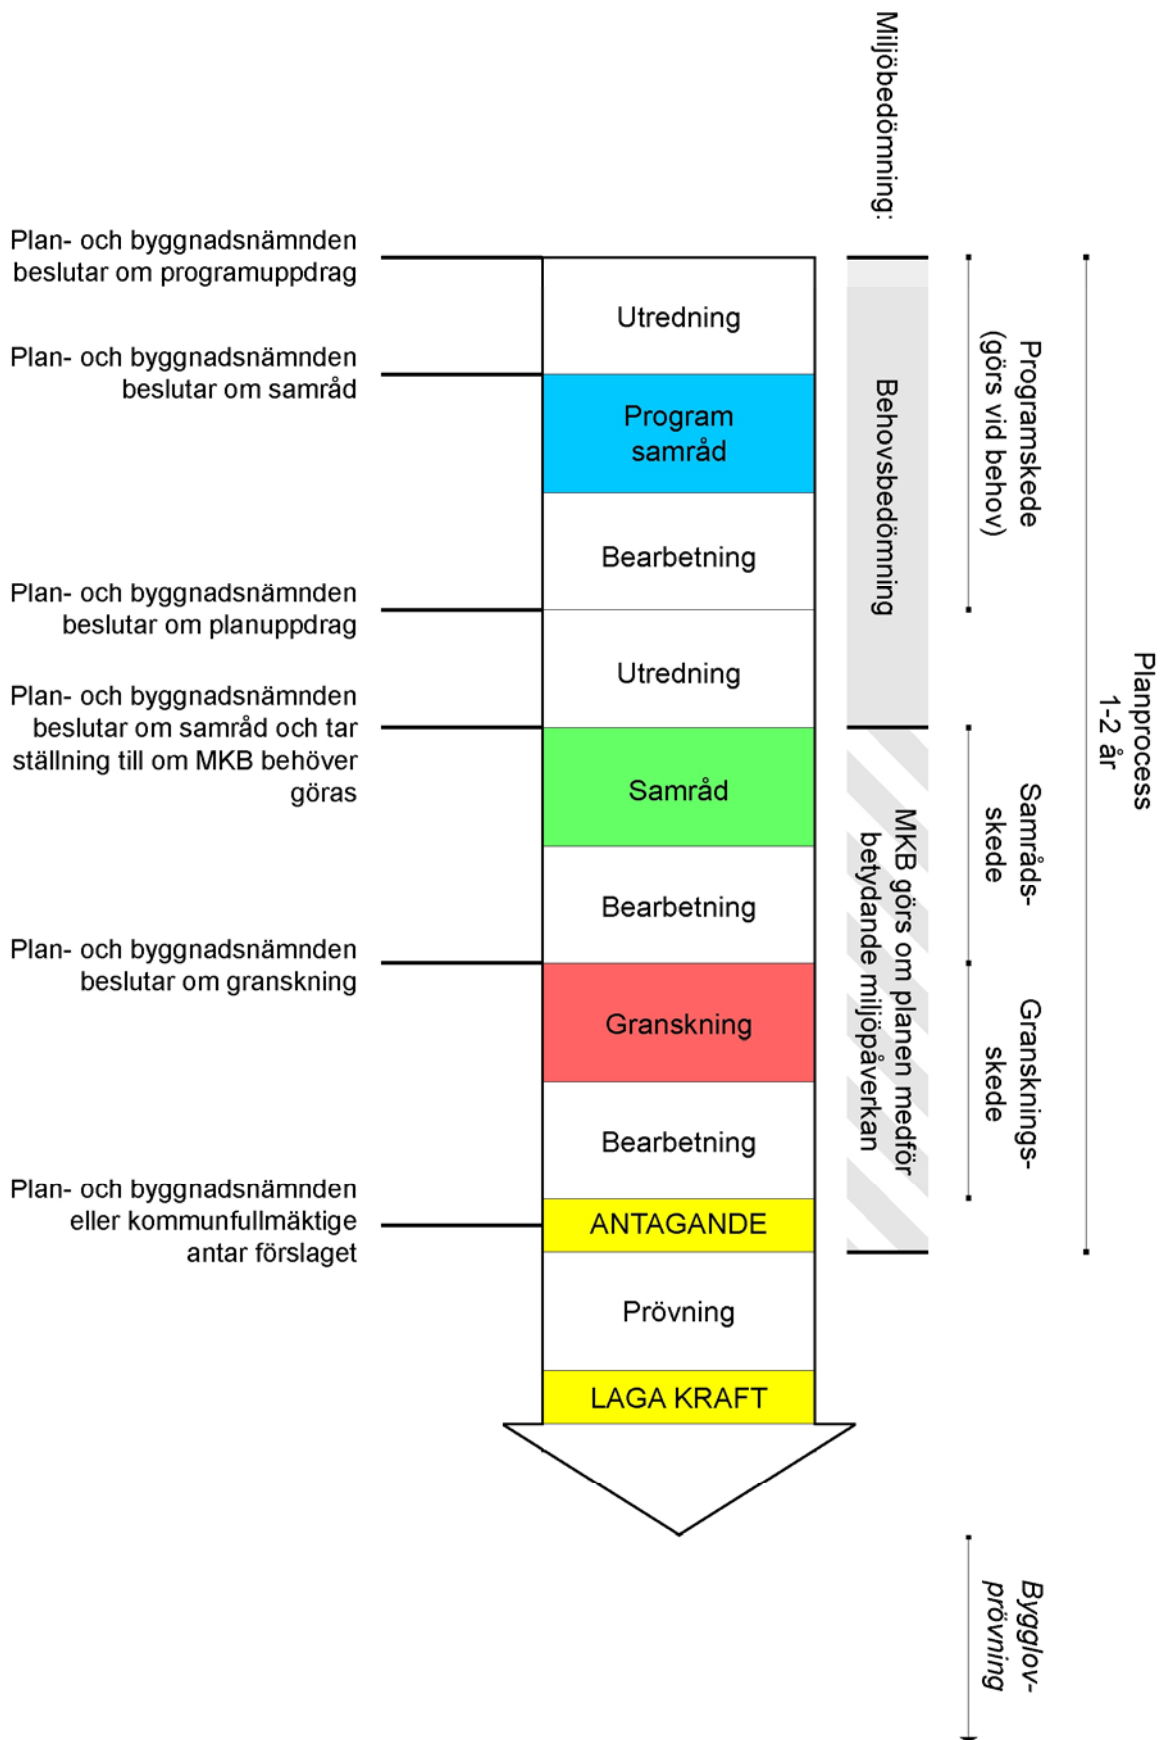 Plan- och byggnadsnämnden
beslutar om programuppdrag
Plan- och byggnadsnämnden
beslutar om samråd
Plan- och byggnadsnämnden
beslutar om planuppdrag
Plan- och byggnadsnämnden
beslutar om samråd och tar
ställning till om MKB behöver
göras
Plan- och byggnadsnämnden
beslutar om granskning
Plan- och byggnadsnämnden
eller kommunfullmäktige
antar förslaget
Utredning
Program
samråd
Bearbetning
Utredning
Samråd
Bearbetning
Granskning
Bearbetning
ANTAGANDE
Prövning
LAGA KRAFT
Miljöbedömning:
Behovsbedömning
MKB görs om planen medför
betydande miljöpåverkan
Programskede
(görs vid behov)
Samråds-
skede
Gransknings-
skede
Bygglov-
prövning
Planprocess
1-2 år